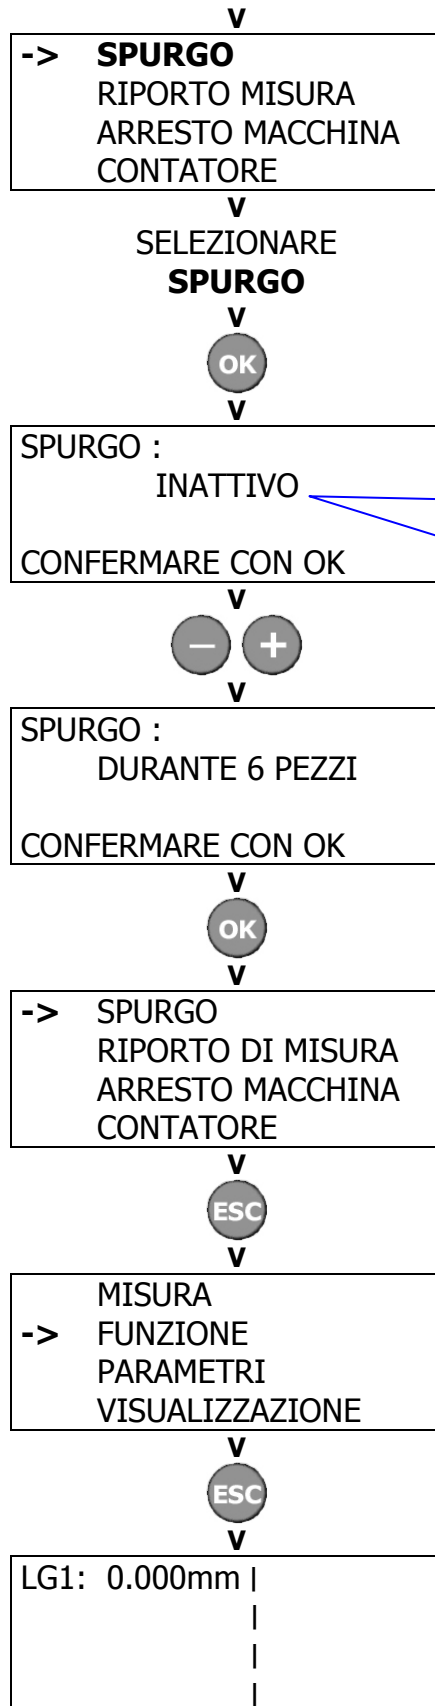 v
-> SPURGO
RIPORTO MISURA
ARRESTO MACCHINA
CONTATORE
v
SELEZIONARE
SPURGO
v
OK
v
SPURGO :
INATTIVO
CONFERMARE CON OK
v
– +
v
SPURGO :
DURANTE 6 PEZZI
CONFERMARE CON OK
v
OK
v
-> SPURGO
RIPORTO DI MISURA
ARRESTO MACCHINA
CONTATORE
v
ESC
v
MISURA
-> FUNZIONE
PARAMETRI
VISUALIZZAZIONE
v
ESC
v
LG1: 0.000mm |
|
|
|